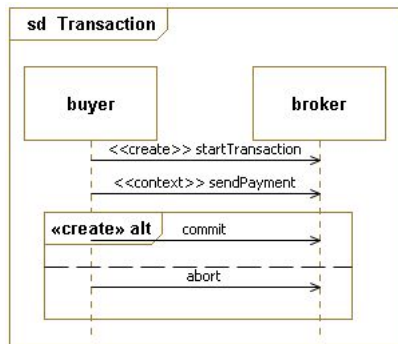 sd Transaction
buyer
broker
<<create>> startTransaction
<<context>> sendPayment
«create» alt
commit
abort